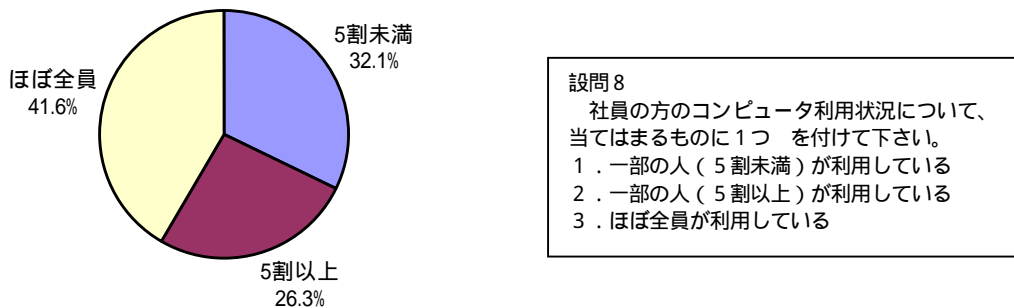 5割未満
32.1%
ほぼ全員
41.6%
5割以上
26.3%
設問8
社員の方のコンピュータ利用状況について、
当てはまるものに1つ　を付けて下さい。
1．一部の人(5割未満)が利用している
2．一部の人(5割以上)が利用している
3．ほぼ全員が利用している